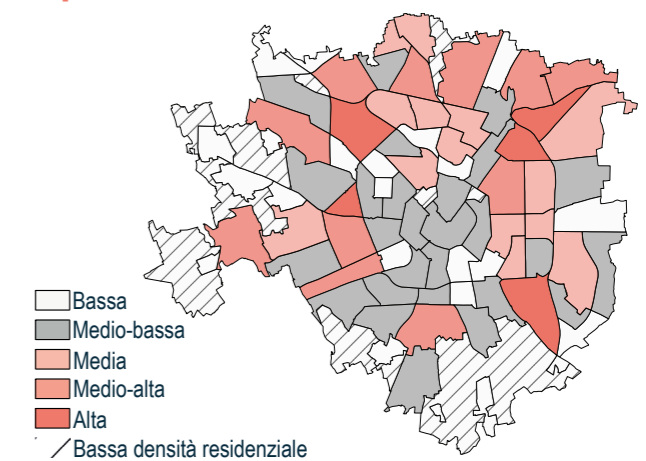 Bassa
Medio-bassa
Media
Medio-alta
Alta
Bassa densità residenziale